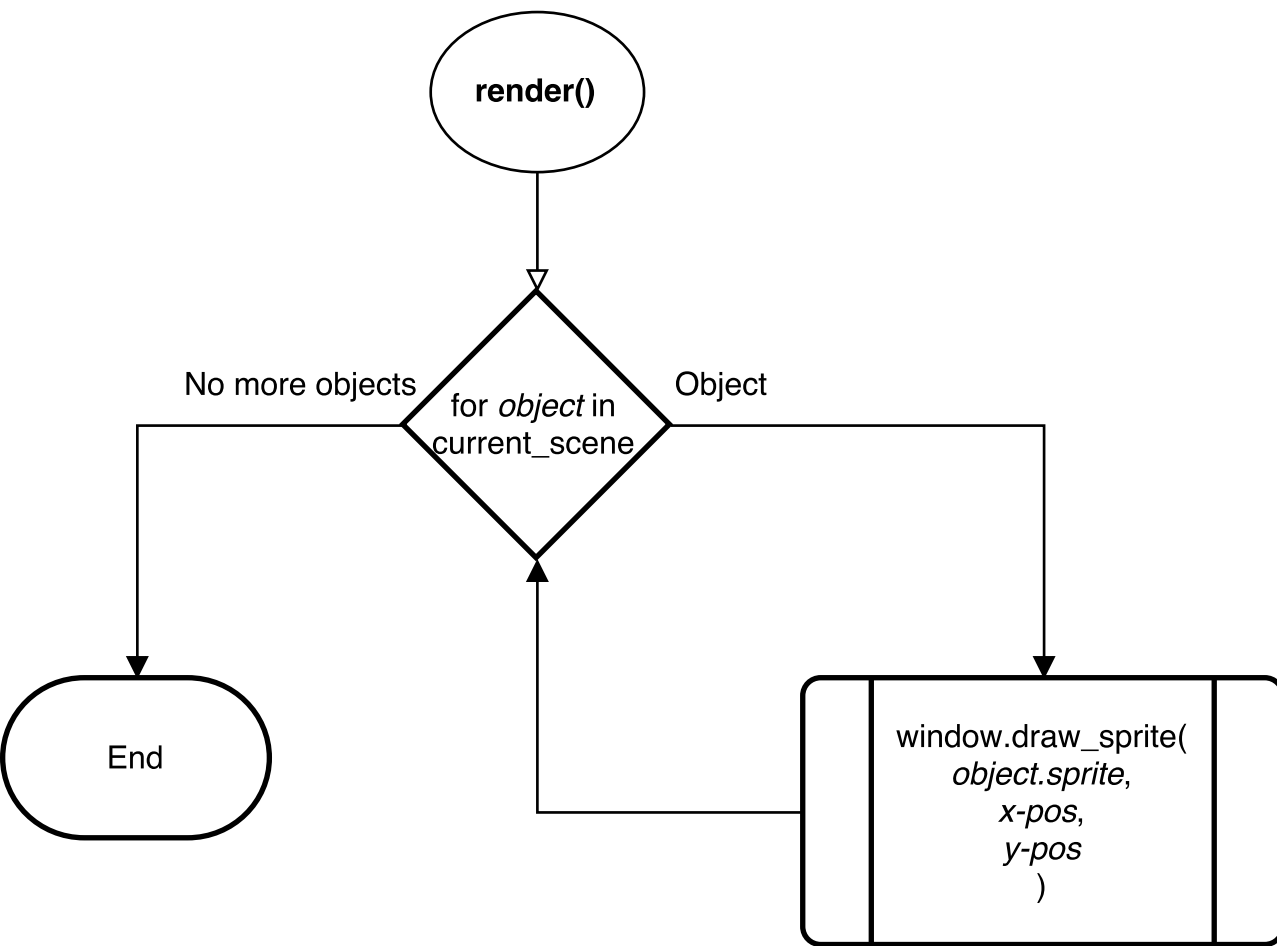 render()
No more objects
Object
for object in
current_scene
End
window.draw_sprite(
object.sprite,
x-pos,
y-pos
)